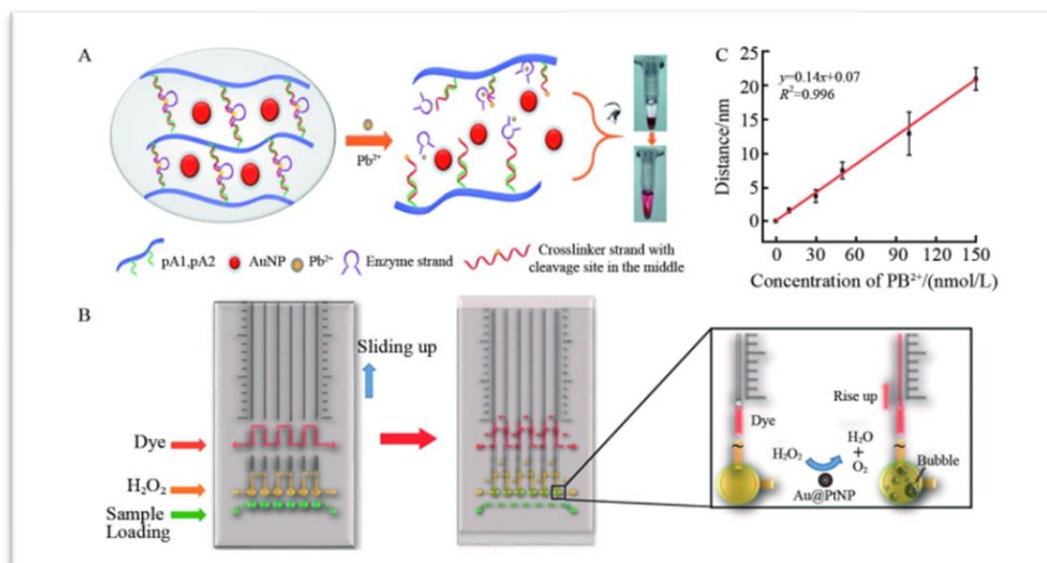 A
Pb²⁺
pA1,pA2
AuNP
Pb²⁺
Enzyme strand
Crosslinker strand with
cleavage site in the middle
C
y=0.14x+0.07
R²=0.996
25
20
15
10
5
0
Distance/nm
0 30 60 90 120 150
Concentration of PB²⁺/(nmol/L)
B
Sliding up
Dye
H₂O₂
Sample
Loading
Rise up
Dye
H₂O₂
H₂O
+
O₂
Au@PtNP
Bubble